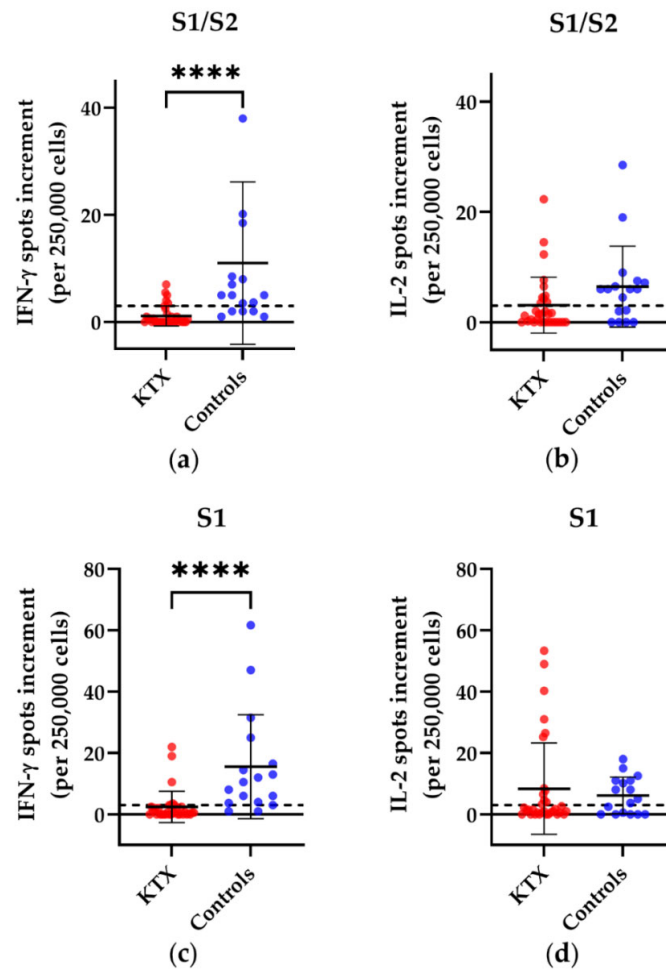 S1/S2
****
IFN-γ spots increment
(per 250,000 cells)
40
20
0
KTX
Controls
(a)
S1/S2
IL-2 spots increment
(per 250,000 cells)
40
20
0
KTX
Controls
(b)
S1
****
IFN-γ spots increment
(per 250,000 cells)
80
60
40
20
0
KTX
Controls
(c)
S1
IL-2 spots increment
(per 250,000 cells)
80
60
40
20
0
KTX
Controls
(d)